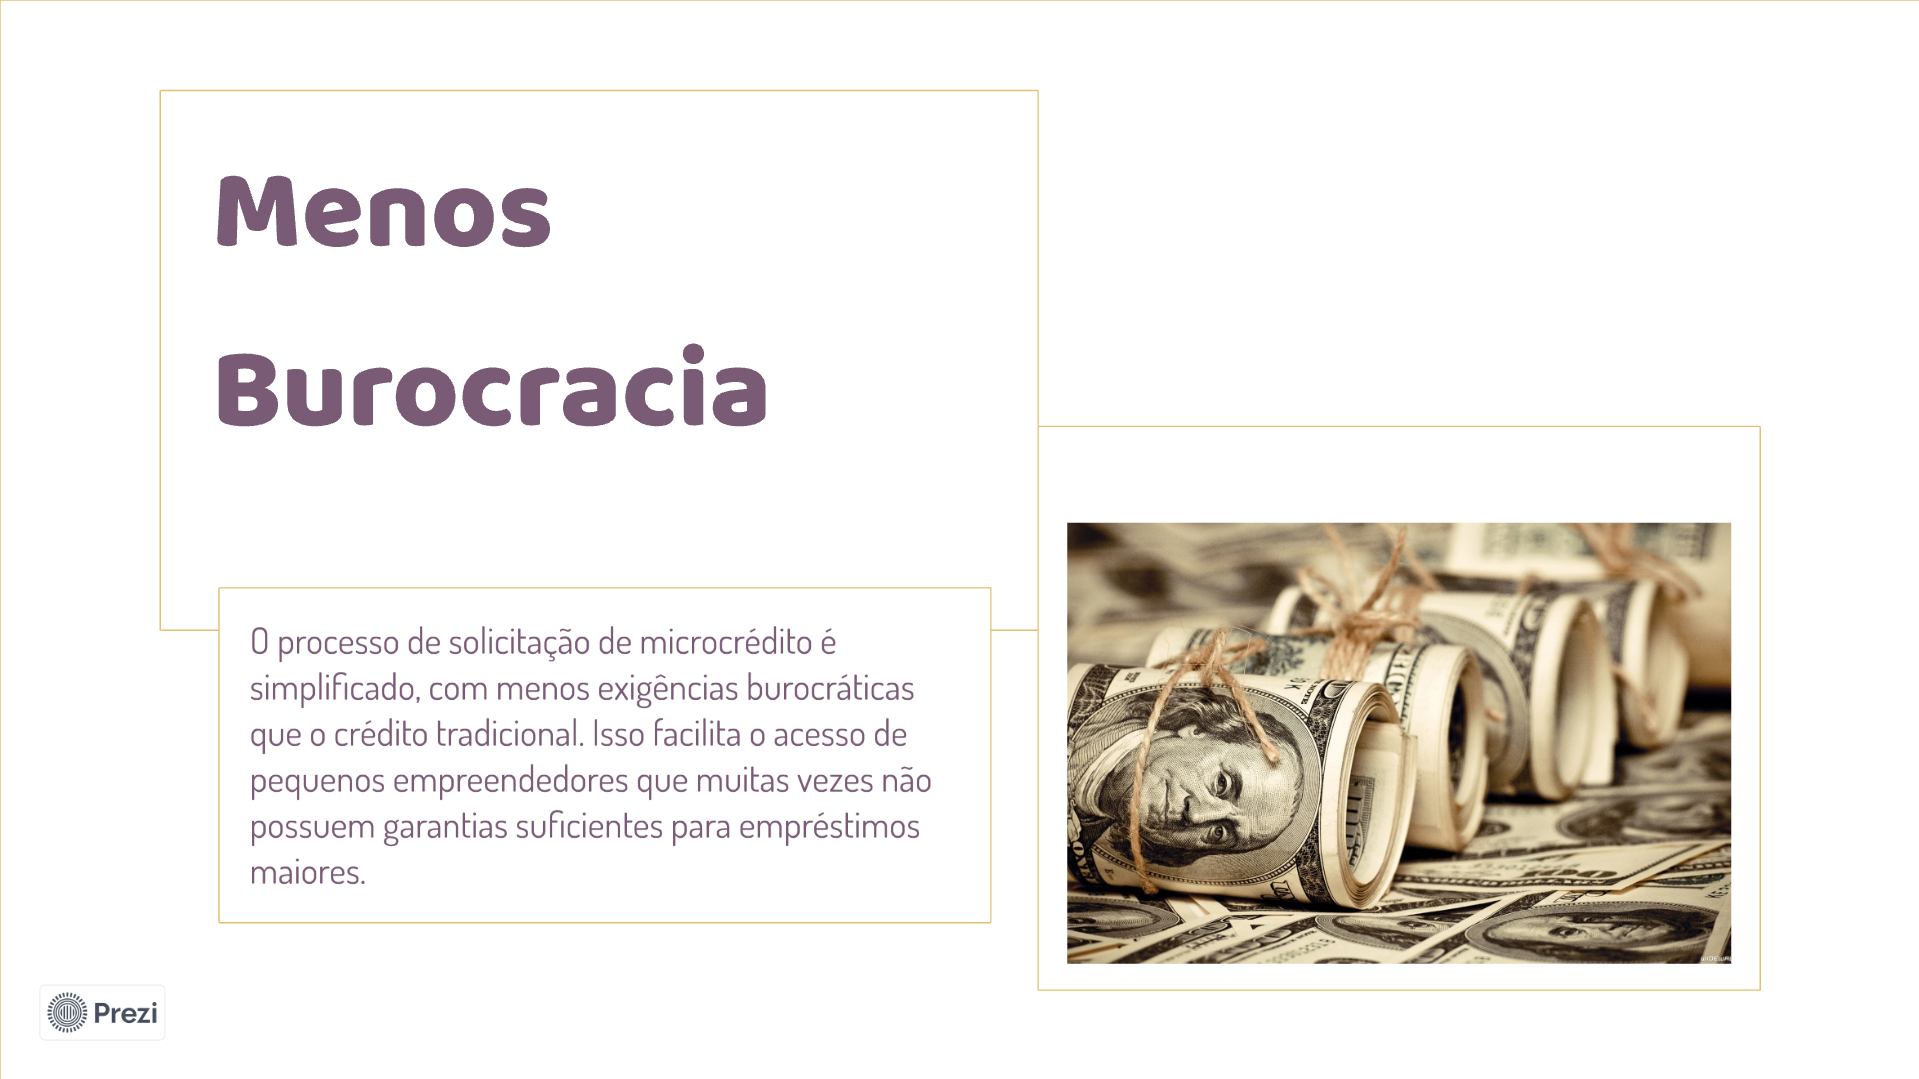 Menos
Burocracia
O processo de solicitação de microcrédito é
simplificado, com menos exigências burocráticas
que o crédito tradicional. Isso facilita o acesso de
pequenos empreendedores que muitas vezes não
possuem garantias suficientes para empréstimos
maiores.
Prezi